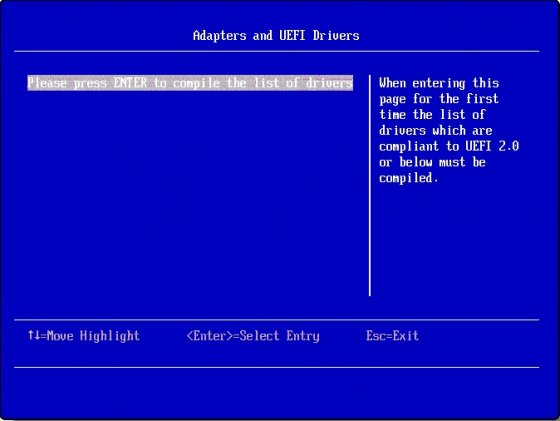 Adapters and UEFI Drivers
Please press ENTER to compile the list of drivers
When entering this
page for the first
time the list of
drivers which are
compliant to UEFI 2.0
or below must be
compiled.
↑↓=Move Highlight <Enter>=Select Entry Esc=Exit